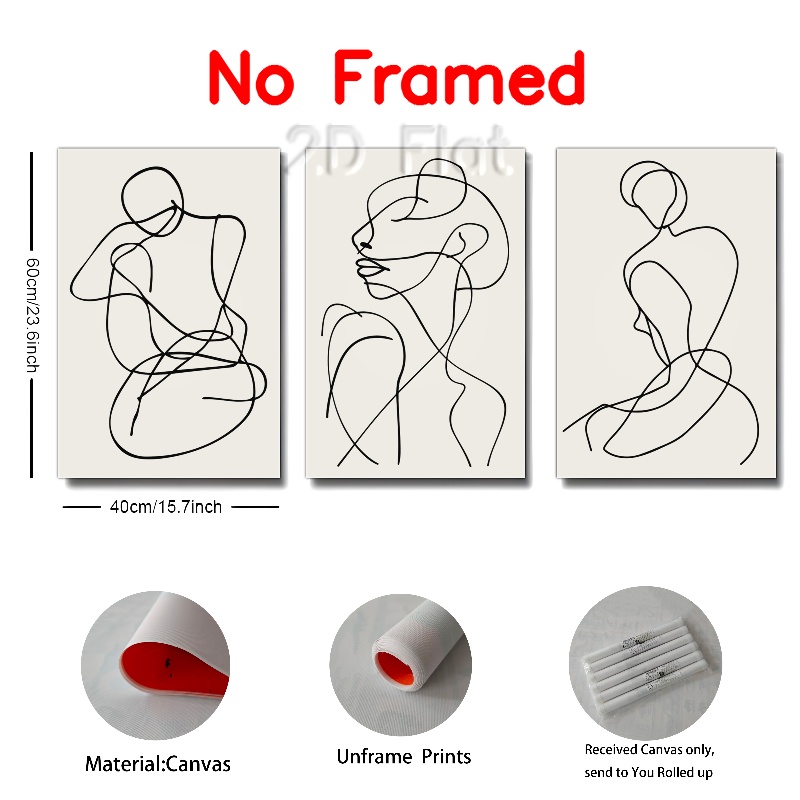 No Framed
2D Flat
60cm/23.6inch
40cm/15.7inch
Material:Canvas
Unframe Prints
Received Canvas only,
send to You Rolled up